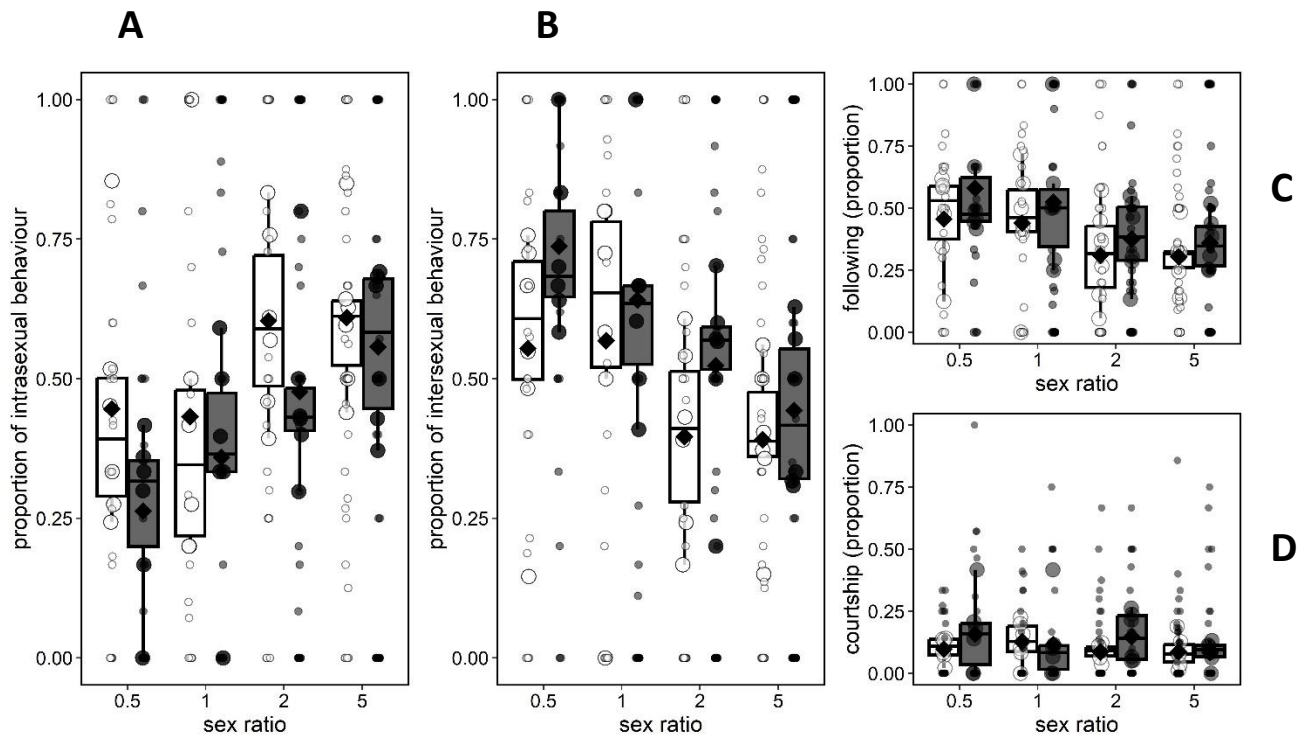 A
B
proportion of intrasexual behaviour
1.00
0.75
0.50
0.25
0.00
0.5 1 2 5
sex ratio
proportion of intersexual behaviour
1.00
0.75
0.50
0.25
0.00
0.5 1 2 5
sex ratio
following (proportion)
1.00
0.75
0.50
0.25
0.00
0.5 1 2 5
sex ratio
C
courtship (proportion)
1.00
0.75
0.50
0.25
0.00
0.5 1 2 5
sex ratio
D